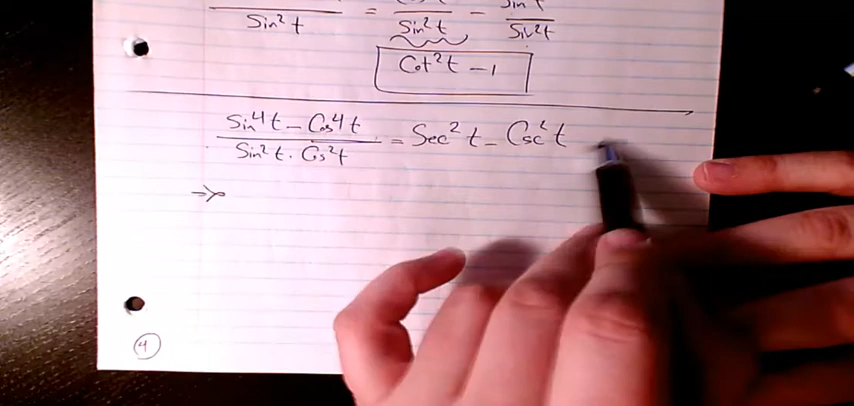 Sin²t = Sin²t - Sin²t
Cot²t - 1
Sin⁴t - Cos⁴t
Sin²t · Cos²t = Sec²t - Csc²t
⇒
4